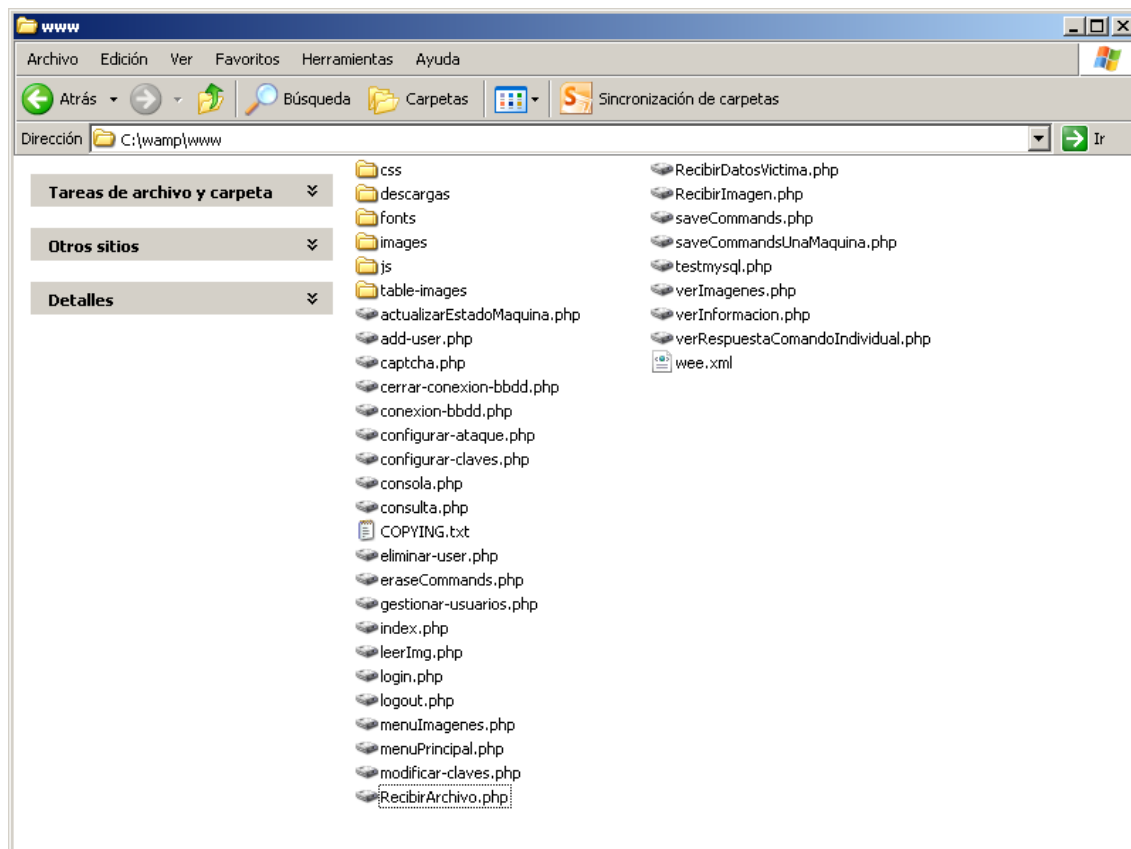 www
Archivo Edición Ver Favoritos Herramientas Ayuda
Atrás Búsqueda Carpetas Sincronización de carpetas
Dirección C:\wamp\www Ir
Tareas de archivo y carpeta
Otros sitios
Detalles
css
descargas
fonts
images
js
table-images
actualizarEstadoMaquina.php
add-user.php
captcha.php
cerrar-conexion-bbdd.php
conexion-bbdd.php
configurar-ataque.php
configurar-claves.php
consola.php
consulta.php
COPYING.txt
eliminar-user.php
eraseCommands.php
gestionar-usuarios.php
index.php
leerImg.php
login.php
logout.php
menuImagenes.php
menuPrincipal.php
modificar-claves.php
RecibirArchivo.php
RecibirDatosVictima.php
RecibirImagen.php
saveCommands.php
saveCommandsUnaMaquina.php
testmysql.php
verImagenes.php
verInformacion.php
verRespuestaComandoIndividual.php
wee.xml